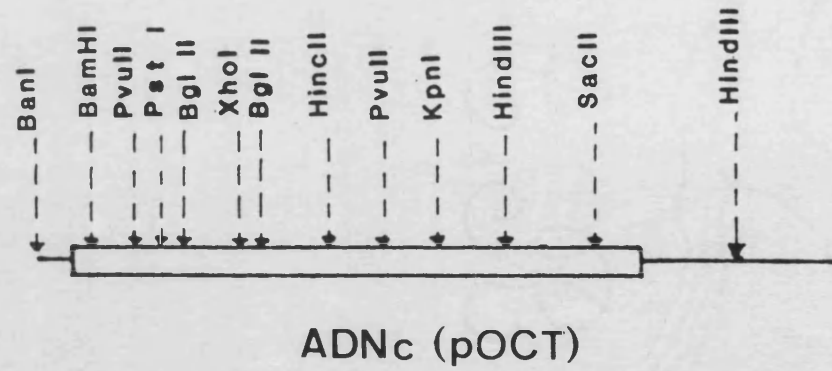 BanI
BamHI
PvuII
Pst I
Bgl II
XhoI
Bgl II
HincII
PvuII
KpnI
HindIII
SacII
HindIII
ADNc (pOCT)